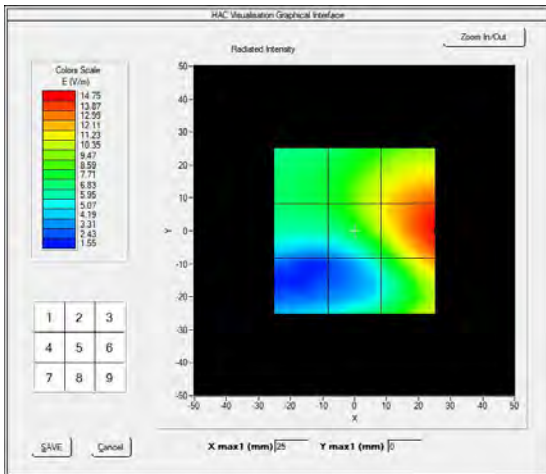 HAC Visualisation Graphical Interface
Zoom In/Out
Radiated Intensity
Colors Scale
E (V/m)
14.75
13.87
12.99
12.11
11.23
10.35
9.47
8.59
7.71
6.83
5.95
5.07
4.19
3.31
2.43
1.55
50
40
30
20
10
0
-10
-20
-30
-40
-50
Y
-50 -40 -30 -20 -10 0 10 20 30 40 50
X
1 2 3
4 5 6
7 8 9
SAVE
Cancel
X max1 (mm) 25
Y max1 (mm) 0